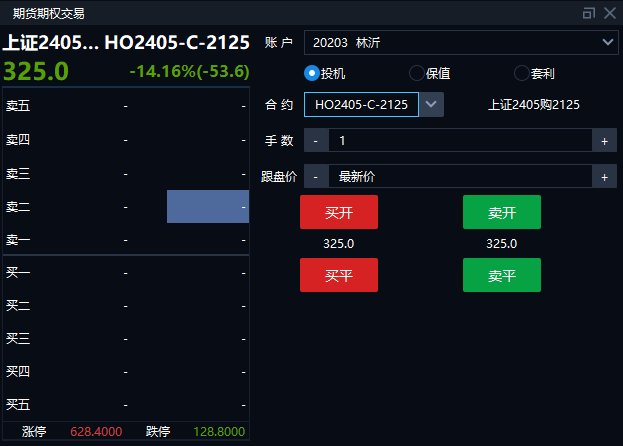 期货期权交易
上证2405... HO2405-C-2125
325.0 -14.16%(-53.6)
卖五 - -
卖四 - -
卖三 - -
卖二 - -
卖一 - -
买一 - -
买二 - -
买三 - -
买四 - -
买五 - -
涨停 628.4000 跌停 128.8000
账户 20203 林沂
投机 保值 套利
合约 HO2405-C-2125 上证2405购2125
手数 - 1 +
跟盘价 - 最新价 +
买开 卖开
325.0 325.0
买平 卖平